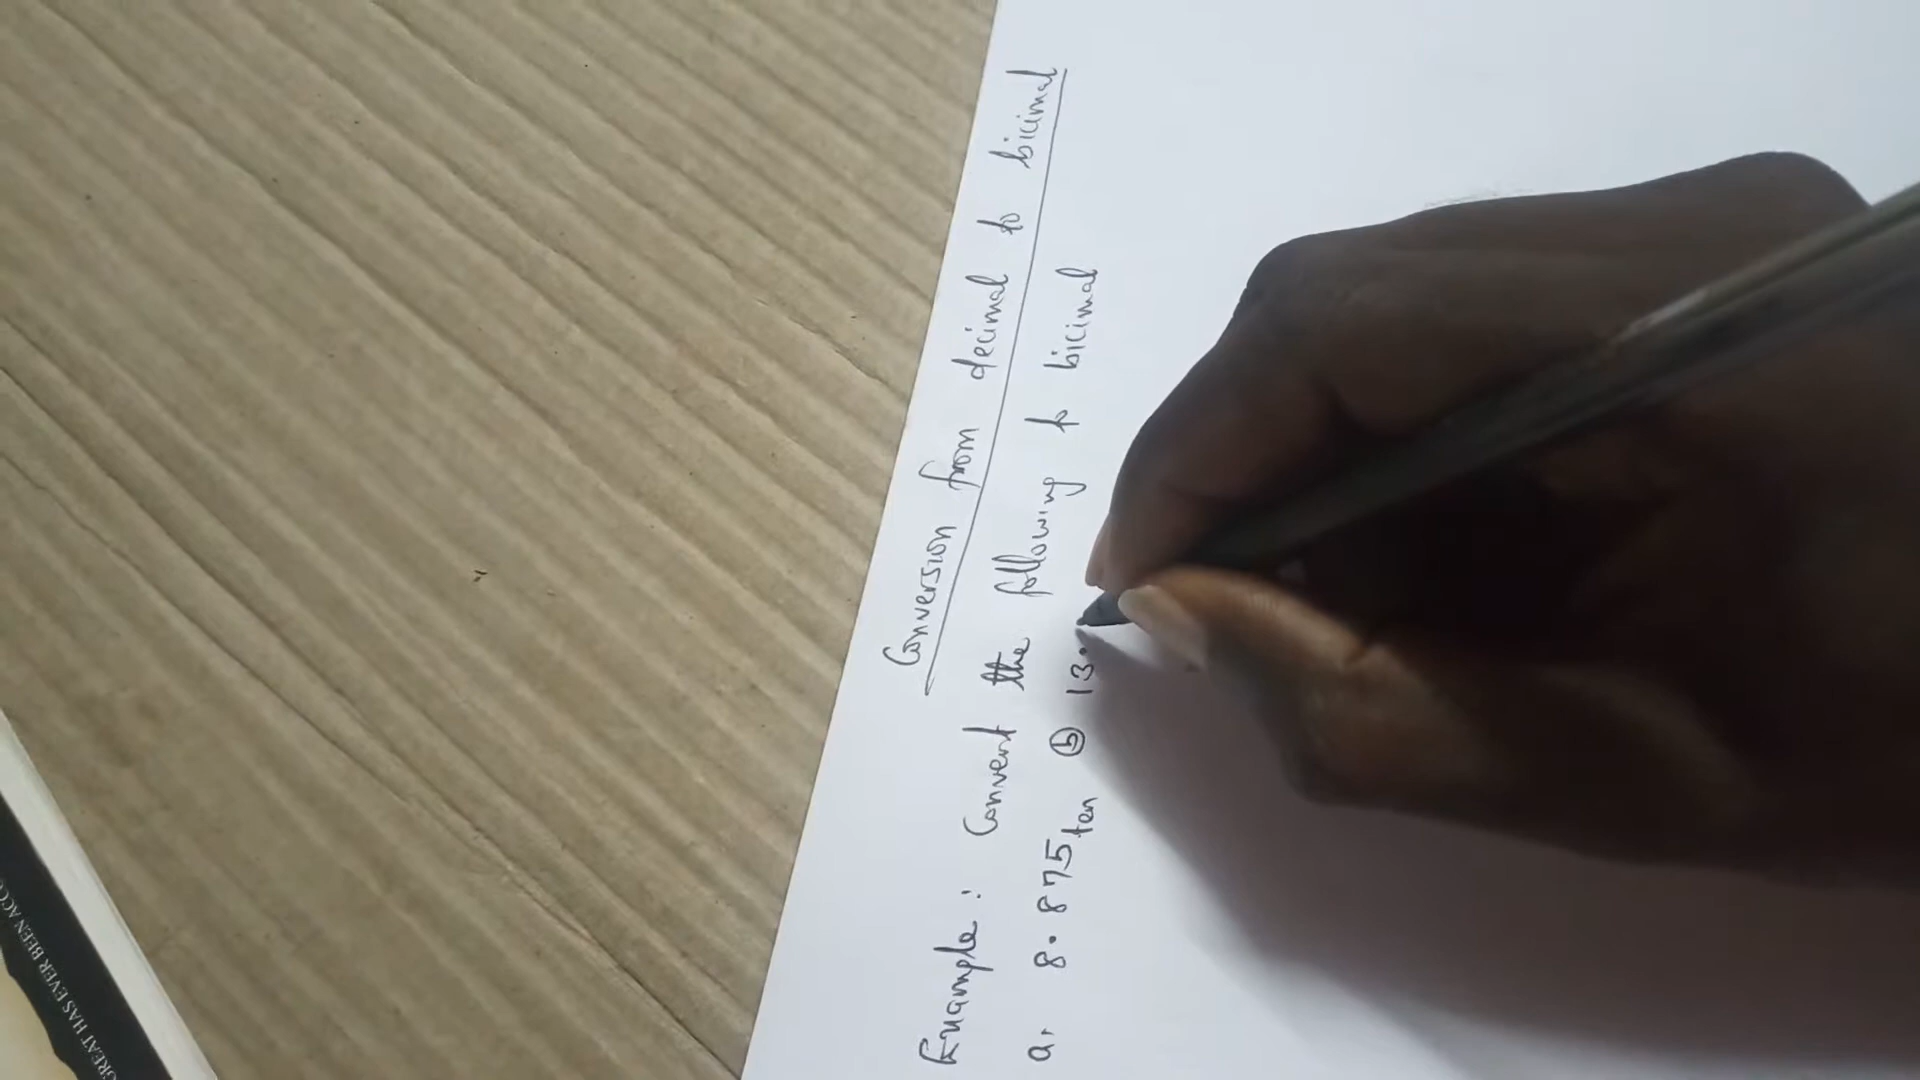 Conversion from decimal to bicimal
Example: Convert the following to bicimal
a. 8.875ten ⓑ 13.
GREAT HAS EVER BEEN ACC